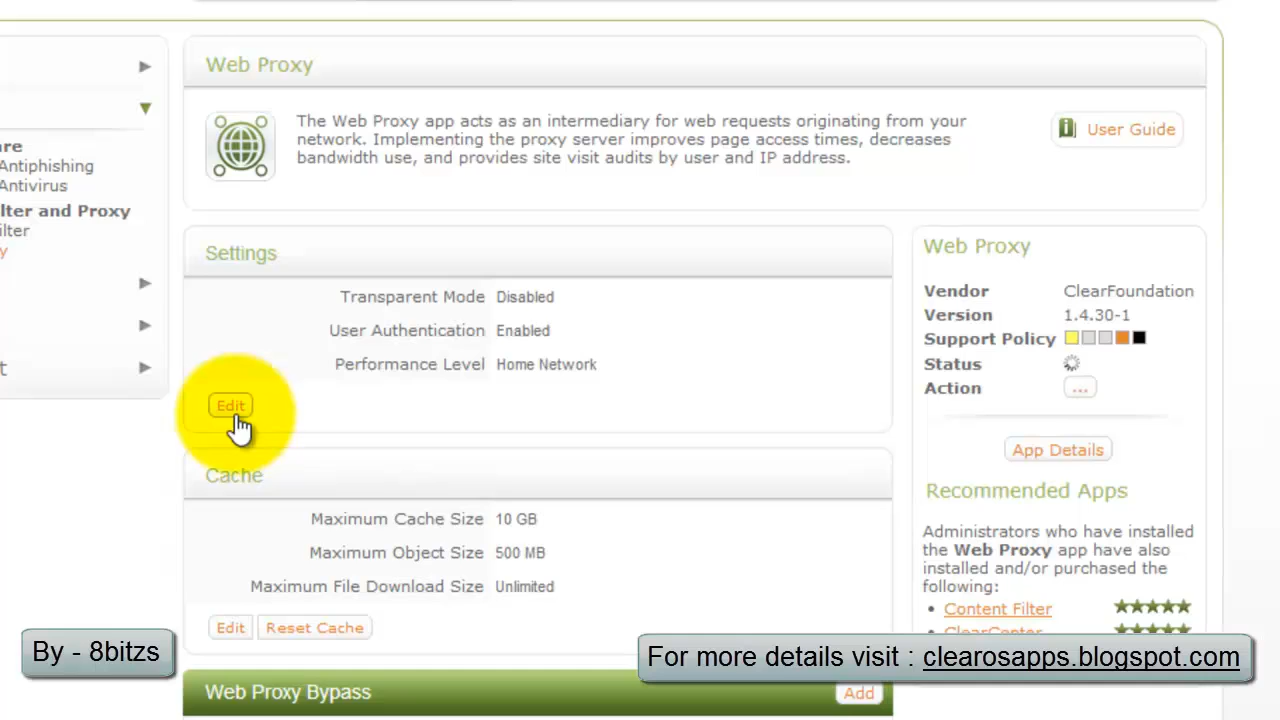 Web Proxy
The Web Proxy app acts as an intermediary for web requests originating from your
network. Implementing the proxy server improves page access times, decreases
bandwidth use, and provides site visit audits by user and IP address.
User Guide
re
Antiphishing
Antivirus
lter and Proxy
ilter
y
t
Settings
Transparent Mode Disabled
User Authentication Enabled
Performance Level Home Network
Edit
Cache
Maximum Cache Size 10 GB
Maximum Object Size 500 MB
Maximum File Download Size Unlimited
Edit Reset Cache
Web Proxy Bypass Add
Web Proxy
Vendor ClearFoundation
Version 1.4.30-1
Support Policy
Status
Action ...
App Details
Recommended Apps
Administrators who have installed
the Web Proxy app have also
installed and/or purchased the
following:
• Content Filter
ClearCenter
By - 8bitzs
For more details visit : clearosapps.blogspot.com